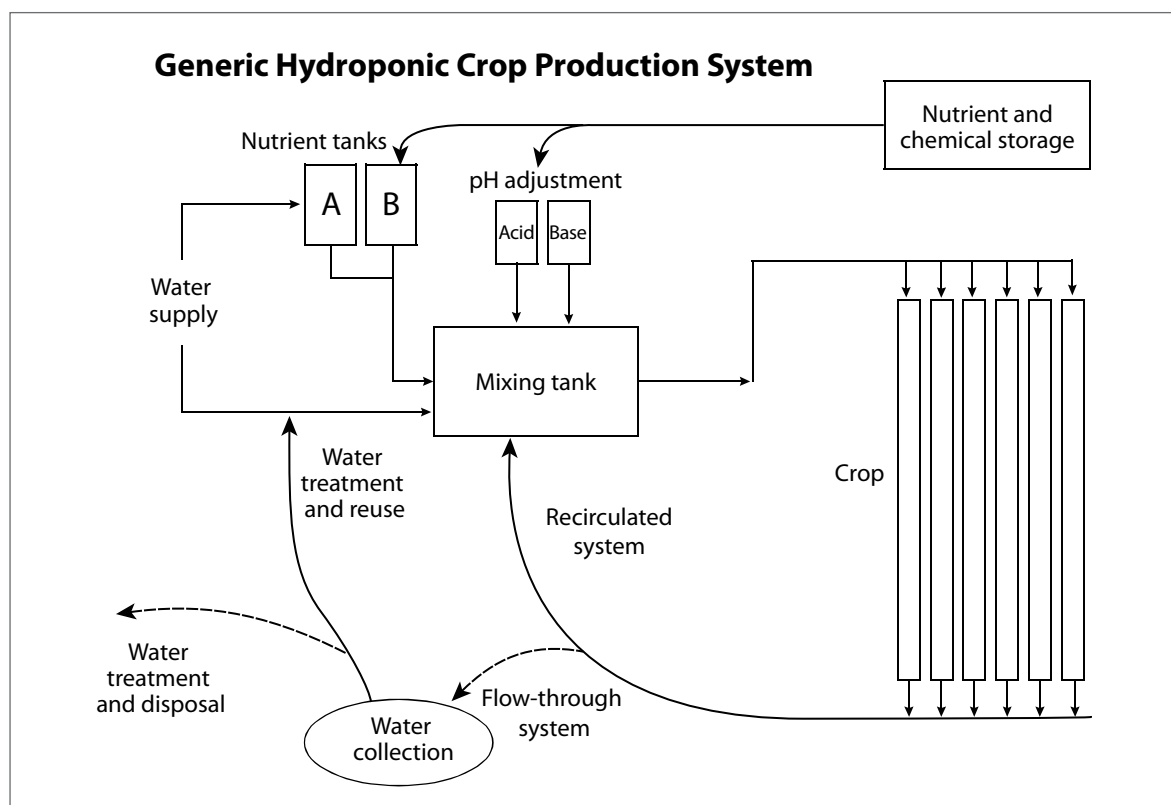 Generic Hydroponic Crop Production System
Nutrient and
chemical storage
Nutrient tanks
A
B
pH adjustment
Acid
Base
Water
supply
Mixing tank
Water
treatment
and reuse
Recirculated
system
Crop
Water
treatment
and disposal
Flow-through
system
Water
collection